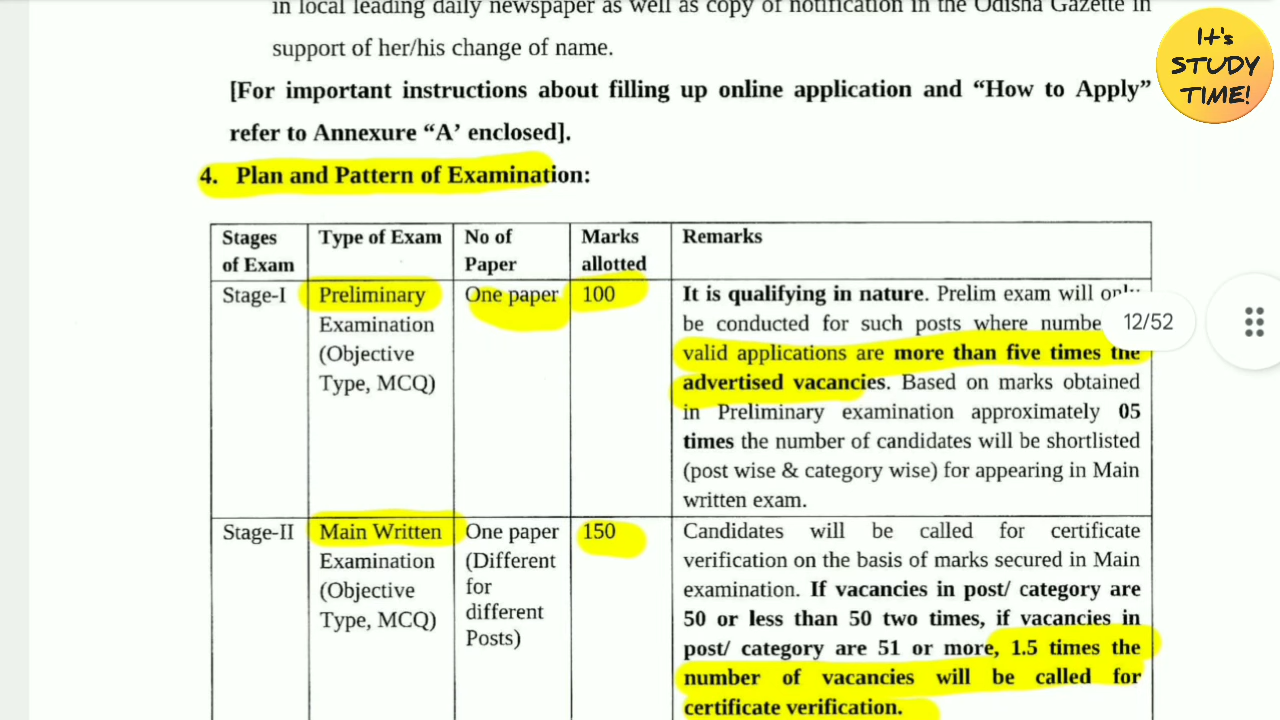 in local leading daily newspaper as well as copy of notification in the Odisha Gazette in
support of her/his change of name.
[For important instructions about filling up online application and “How to Apply”
refer to Annexure “A’ enclosed].
4. Plan and Pattern of Examination:
Stages
of Exam
Type of Exam
No of
Paper
Marks
allotted
Remarks
Stage-I
Preliminary
Examination
(Objective
Type, MCQ)
One paper
100
It is qualifying in nature. Prelim exam will only
be conducted for such posts where numbe
valid applications are more than five times the
advertised vacancies. Based on marks obtained
in Preliminary examination approximately 05
times the number of candidates will be shortlisted
(post wise & category wise) for appearing in Main
written exam.
Stage-II
Main Written
Examination
(Objective
Type, MCQ)
One paper
(Different
for
different
Posts)
150
Candidates will be called for certificate
verification on the basis of marks secured in Main
examination. If vacancies in post/ category are
50 or less than 50 two times, if vacancies in
post/ category are 51 or more, 1.5 times the
number of vacancies will be called for
certificate verification.
12/52
It's
STUDY
TIME!